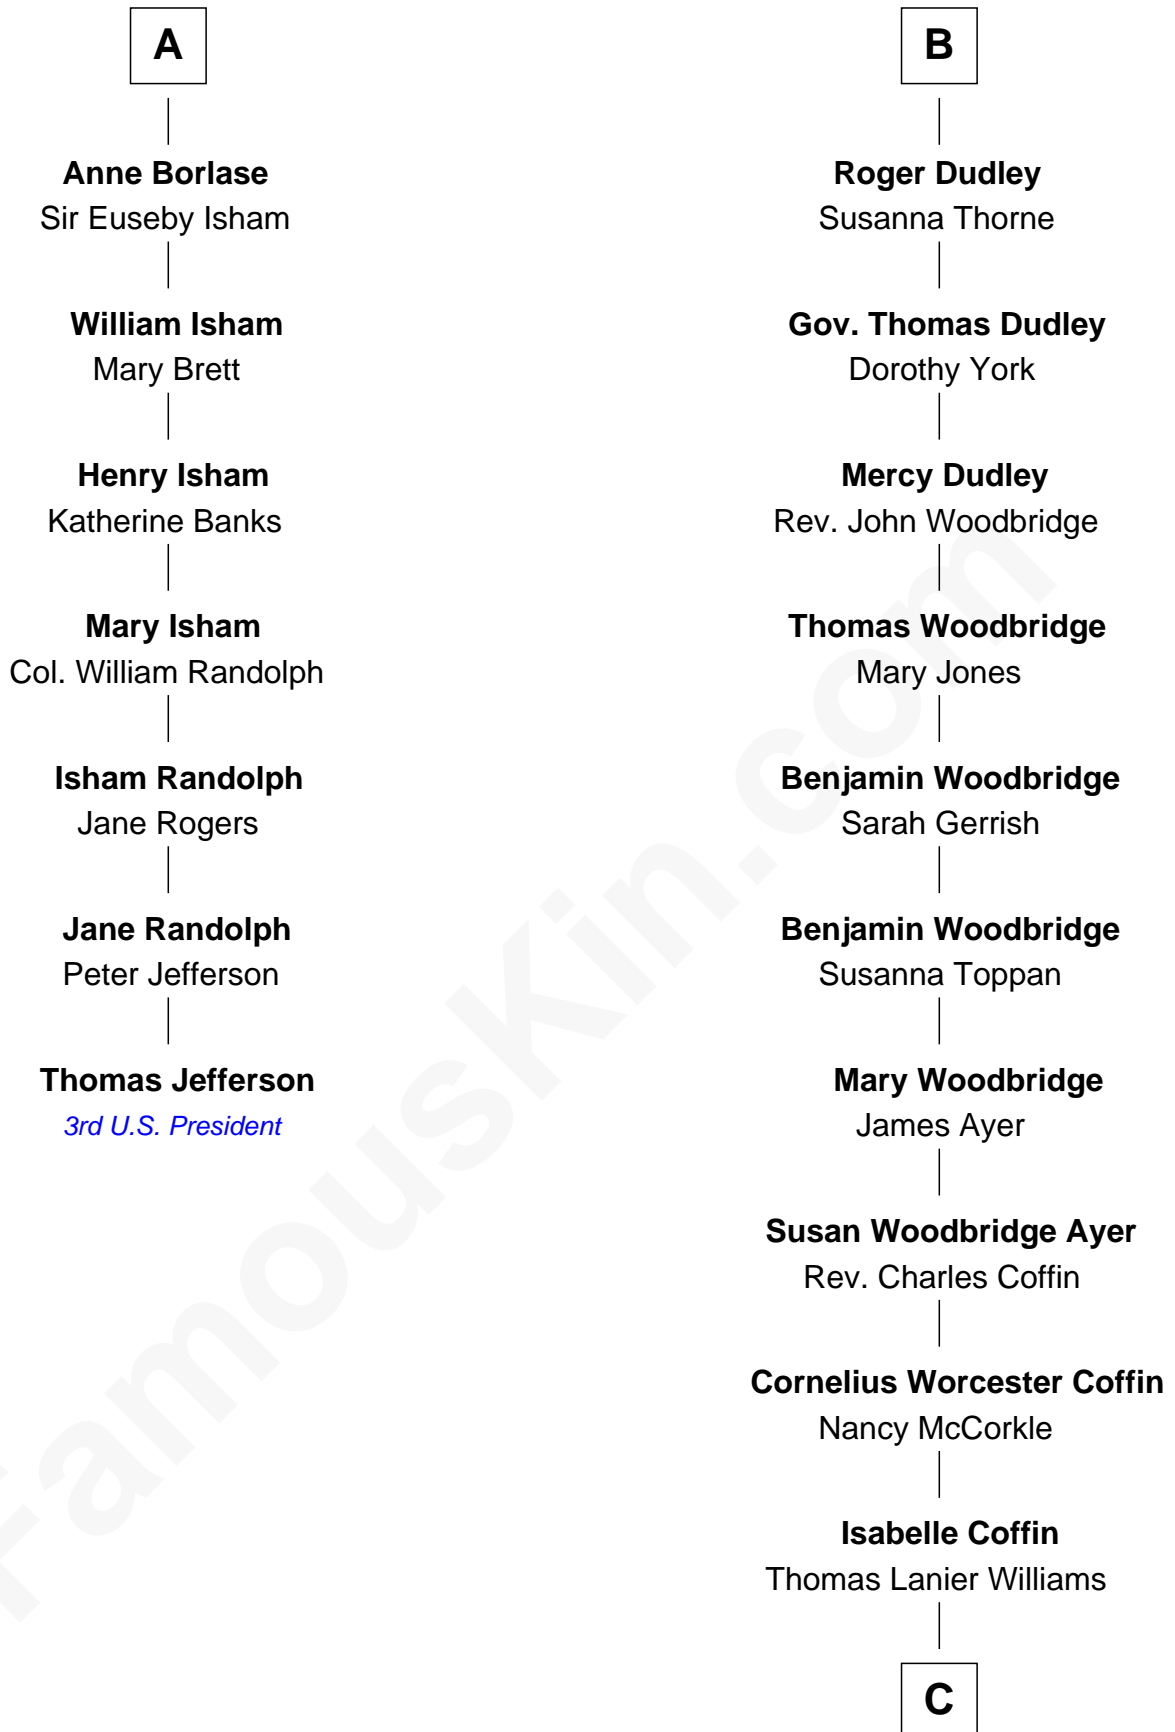 A
Anne Borlase
Sir Euseby Isham
William Isham
Mary Brett
Henry Isham
Katherine Banks
Mary Isham
Col. William Randolph
Isham Randolph
Jane Rogers
Jane Randolph
Peter Jefferson
Thomas Jefferson
3rd U.S. President
B
Roger Dudley
Susanna Thorne
Gov. Thomas Dudley
Dorothy York
Mercy Dudley
Rev. John Woodbridge
Thomas Woodbridge
Mary Jones
Benjamin Woodbridge
Sarah Gerrish
Benjamin Woodbridge
Susanna Toppan
Mary Woodbridge
James Ayer
Susan Woodbridge Ayer
Rev. Charles Coffin
Cornelius Worcester Coffin
Nancy McCorkle
Isabelle Coffin
Thomas Lanier Williams
C
FamousKin.com